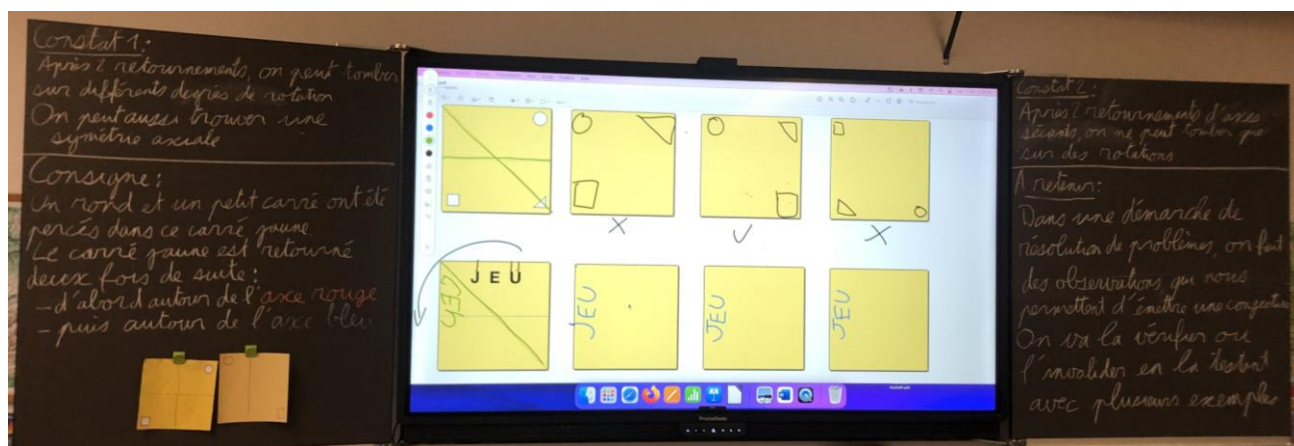 Constat 1:
Après 2 retournements, on peut tomber
sur différents degrés de rotation
On peut aussi trouver une
symétrie axiale
Consigne:
Un rond et un petit carré ont été
percés dans ce carré jaune
Le carré jaune est retourné
deux fois de suite:
- d'abord autour de l'axe rouge
- puis autour de l'axe bleu
X
V
X
JEU
JEU
JEU
JEU
JEU
Constat 2:
Après 2 retournements d'axes
sécants, on ne peut tomber que
sur des rotations
À retenir:
Dans une démarche de
résolution de problèmes, on fait
des observations qui nous
permettent d'émettre une conjecture
On va la vérifier ou
l'invalider en la testant
avec plusieurs exemples